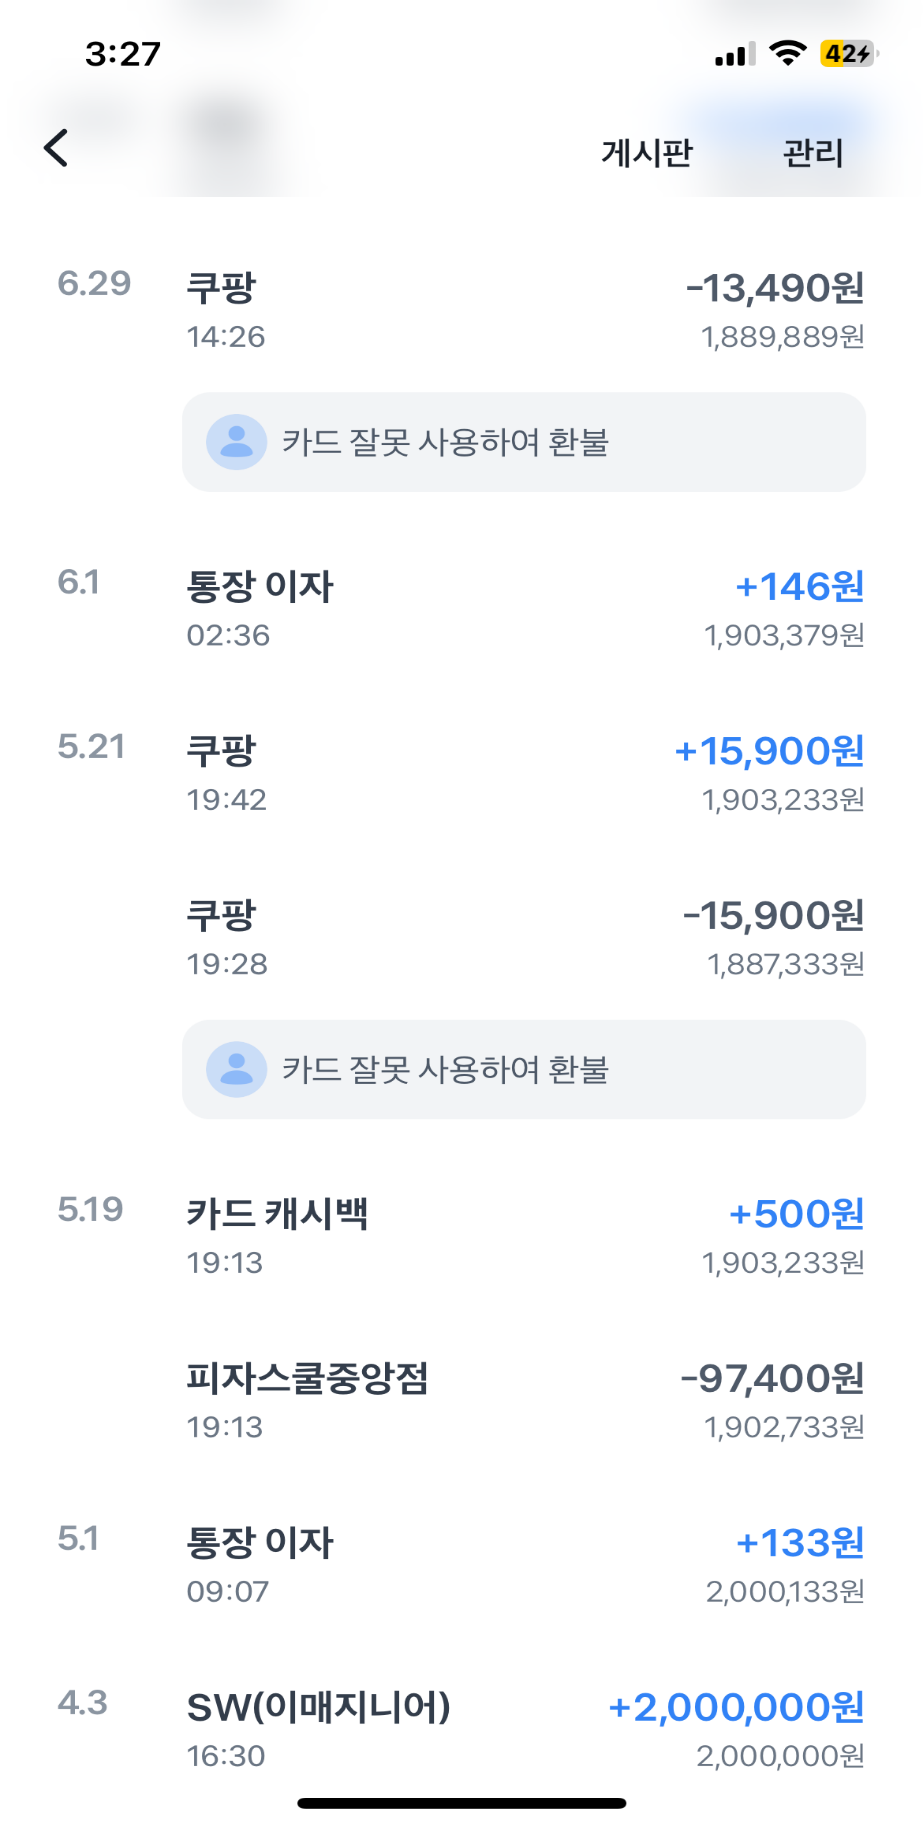 3:27
42
게시판 관리
6.29 쿠팡 -13,490원
14:26 1,889,889원
카드 잘못 사용하여 환불
6.1 통장 이자 +146원
02:36 1,903,379원
5.21 쿠팡 +15,900원
19:42 1,903,233원
쿠팡 -15,900원
19:28 1,887,333원
카드 잘못 사용하여 환불
5.19 카드 캐시백 +500원
19:13 1,903,233원
피자스쿨중앙점 -97,400원
19:13 1,902,733원
5.1 통장 이자 +133원
09:07 2,000,133원
4.3 SW(이매지니어) +2,000,000원
16:30 2,000,000원